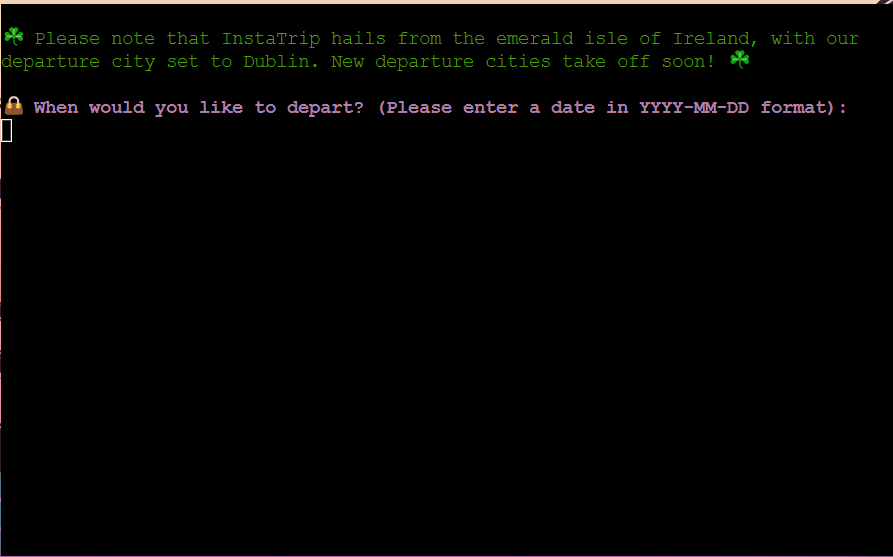 ☘️ Please note that InstaTrip hails from the emerald isle of Ireland, with our
departure city set to Dublin. New departure cities take off soon! ☘️
👜 When would you like to depart? (Please enter a date in YYYY-MM-DD format):